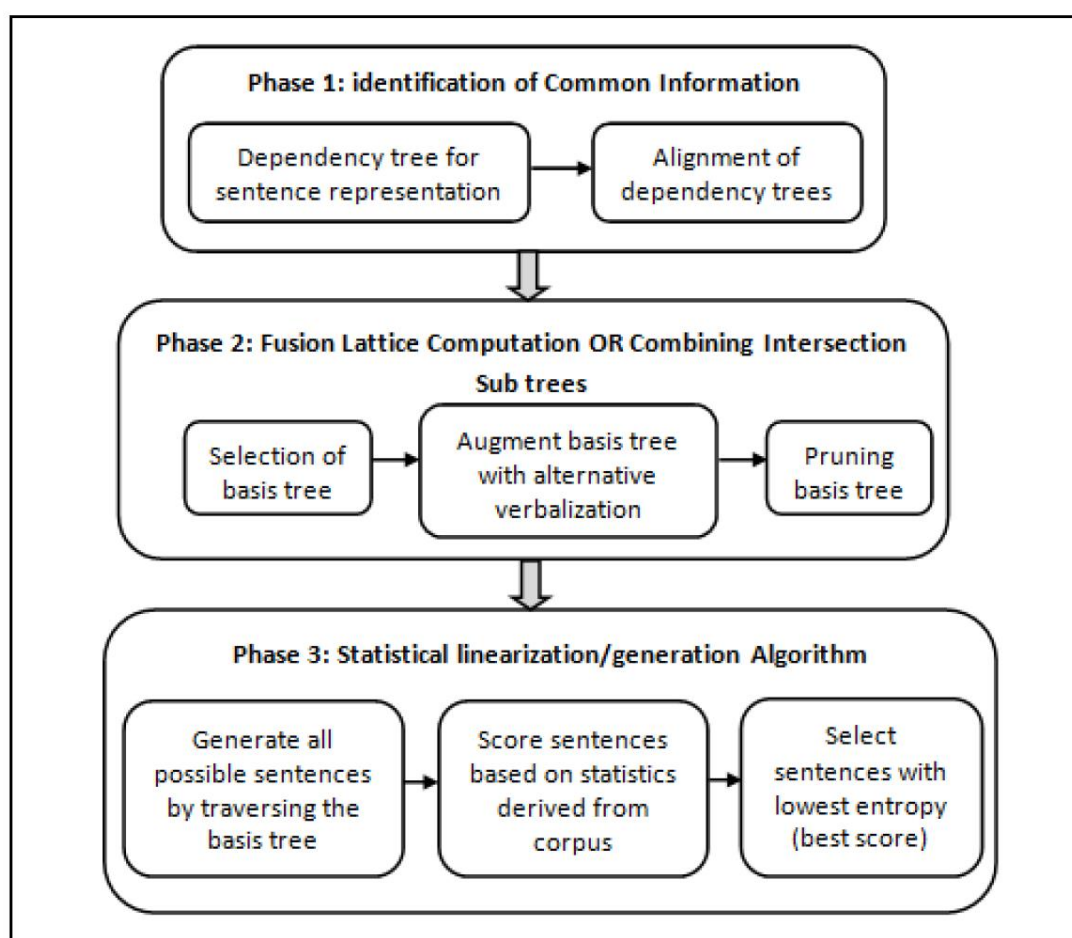 Phase 1: identification of Common Information
Dependency tree for
sentence representation
Alignment of
dependency trees
Phase 2: Fusion Lattice Computation OR Combining Intersection
Sub trees
Selection of
basis tree
Augment basis tree
with alternative
verbalization
Pruning
basis tree
Phase 3: Statistical linearization/generation Algorithm
Generate all
possible sentences
by traversing the
basis tree
Score sentences
based on statistics
derived from
corpus
Select
sentences with
lowest entropy
(best score)